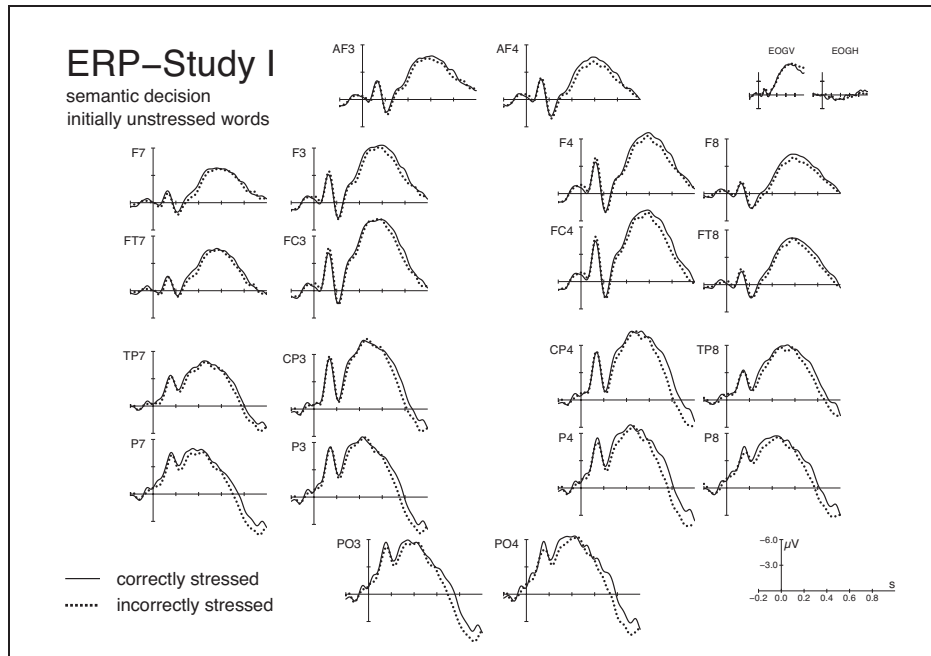 ERP–Study I
semantic decision
initially unstressed words
AF3
AF4
EOGV
EOGH
F7
F3
F4
F8
FT7
FC3
FC4
FT8
TP7
CP3
CP4
TP8
P7
P3
P4
P8
PO3
PO4
correctly stressed
incorrectly stressed
−6.0
µV
−3.0
s
−0.2 0.0 0.2 0.4 0.6 0.8